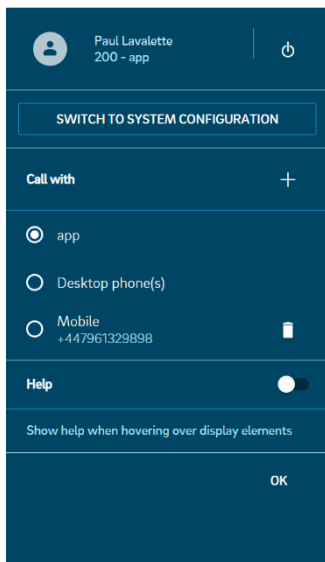 Paul Lavalette
200 - app
SWITCH TO SYSTEM CONFIGURATION
Call with
app
Desktop phone(s)
Mobile
+447961329898
Help
Show help when hovering over display elements
OK